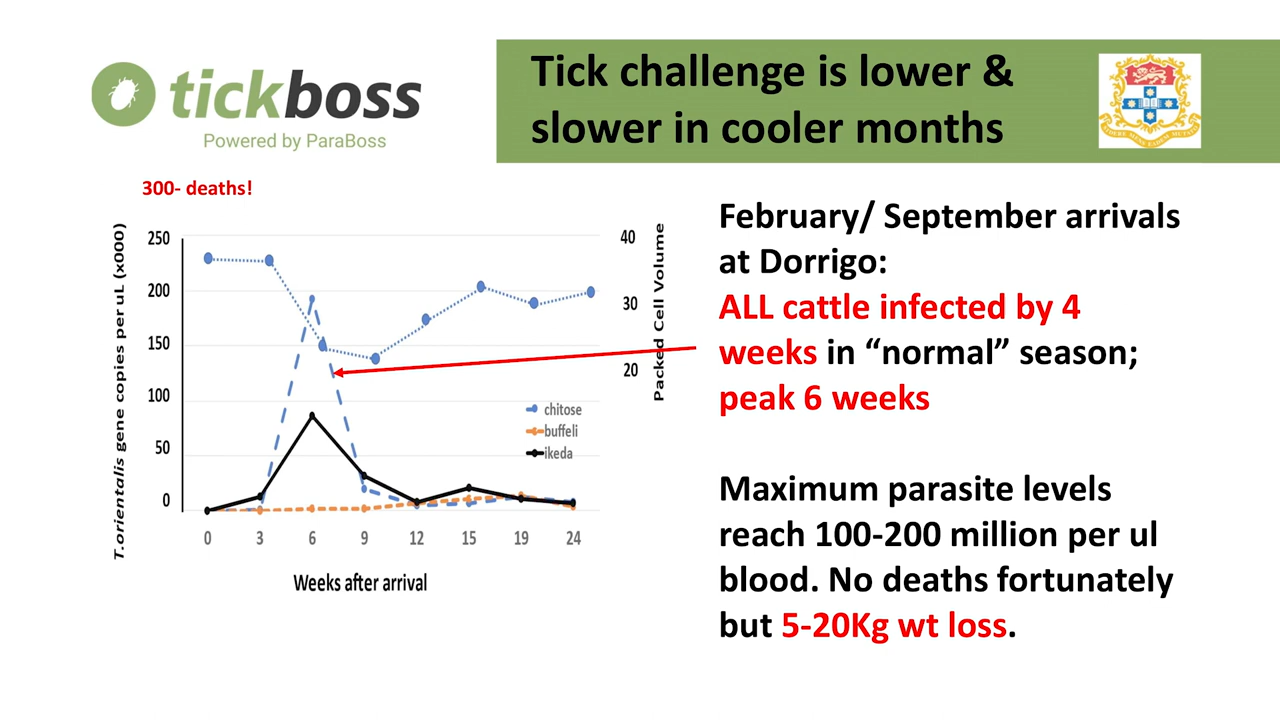 tickboss
Powered by ParaBoss
Tick challenge is lower &
slower in cooler months
300- deaths!
T.orientalis gene copies per uL (x000)
250
200
150
100
50
0
40
30
20
Packed Cell Volume
chitose
buffeli
ikeda
0 3 6 9 12 15 19 24
Weeks after arrival
February/ September arrivals
at Dorrigo:
ALL cattle infected by 4
weeks in “normal” season;
peak 6 weeks
Maximum parasite levels
reach 100-200 million per ul
blood. No deaths fortunately
but 5-20Kg wt loss.